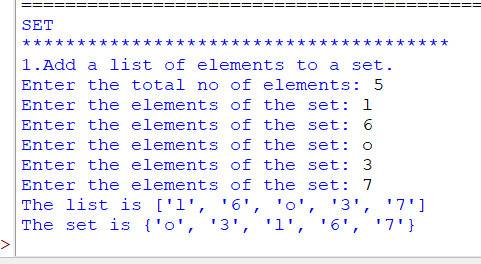 ==========================================
SET
***************************************
1.Add a list of elements to a set.
Enter the total no of elements: 5
Enter the elements of the set: l
Enter the elements of the set: 6
Enter the elements of the set: o
Enter the elements of the set: 3
Enter the elements of the set: 7
The list is ['l', '6', 'o', '3', '7']
The set is {'o', '3', 'l', '6', '7'}
>